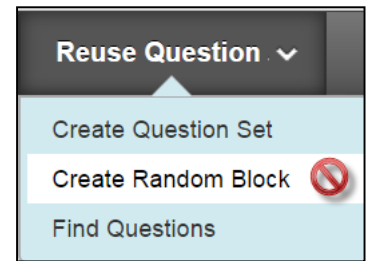 Reuse Question
Create Question Set
Create Random Block
Find Questions